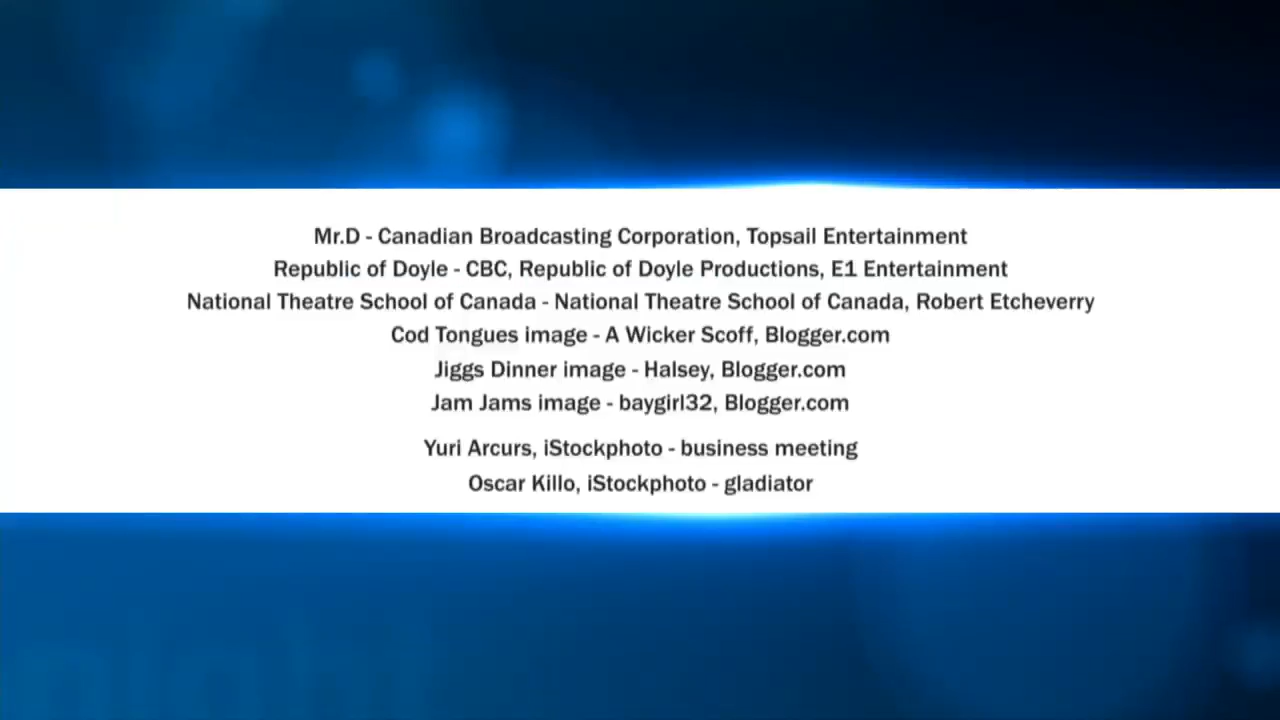 Mr.D - Canadian Broadcasting Corporation, Topsail Entertainment
Republic of Doyle - CBC, Republic of Doyle Productions, E1 Entertainment
National Theatre School of Canada - National Theatre School of Canada, Robert Etcheverry
Cod Tongues image - A Wicker Scoff, Blogger.com
Jiggs Dinner image - Halsey, Blogger.com
Jam Jams image - baygirl32, Blogger.com
Yuri Arcurs, iStockphoto - business meeting
Oscar Killo, iStockphoto - gladiator